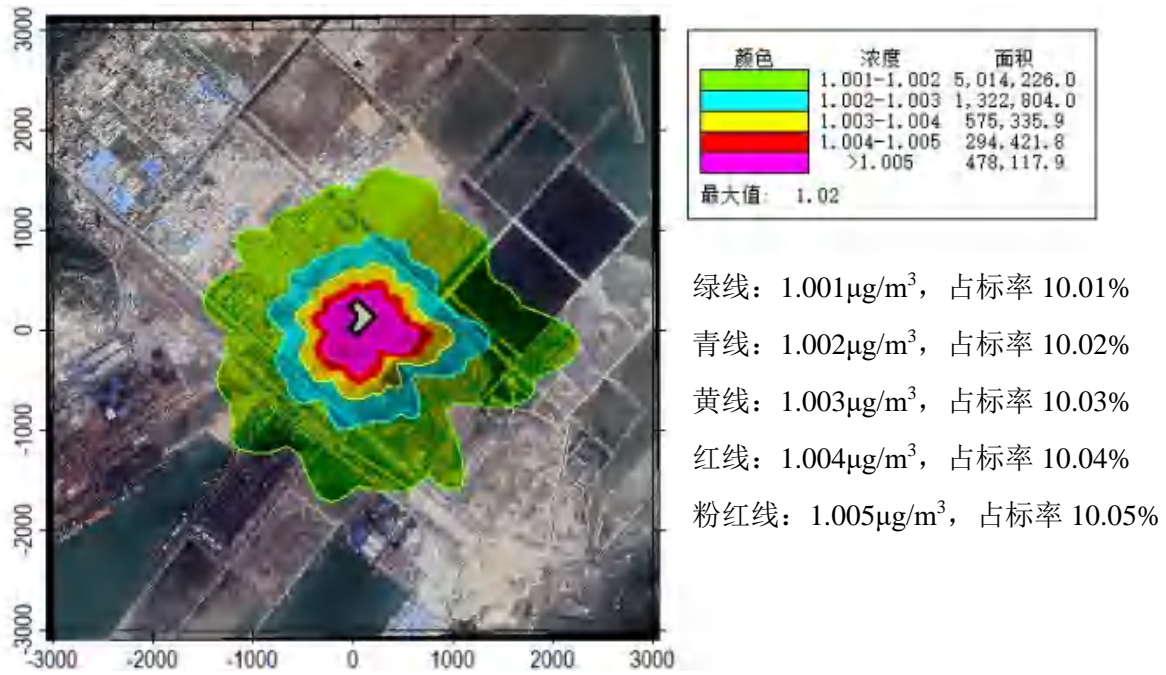 3000
2000
1000
0
-1000
-2000
-3000
-3000 -2000 -1000 0 1000 2000 3000
颜色 浓度 面积
1.001-1.002 5,014,226.0
1.002-1.003 1,322,804.0
1.003-1.004 575,335.9
1.004-1.005 294,421.8
>1.005 478,117.9
最大值: 1.02
绿线：1.001μg/m³，占标率 10.01%
青线：1.002μg/m³，占标率 10.02%
黄线：1.003μg/m³，占标率 10.03%
红线：1.004μg/m³，占标率 10.04%
粉红线：1.005μg/m³，占标率 10.05%